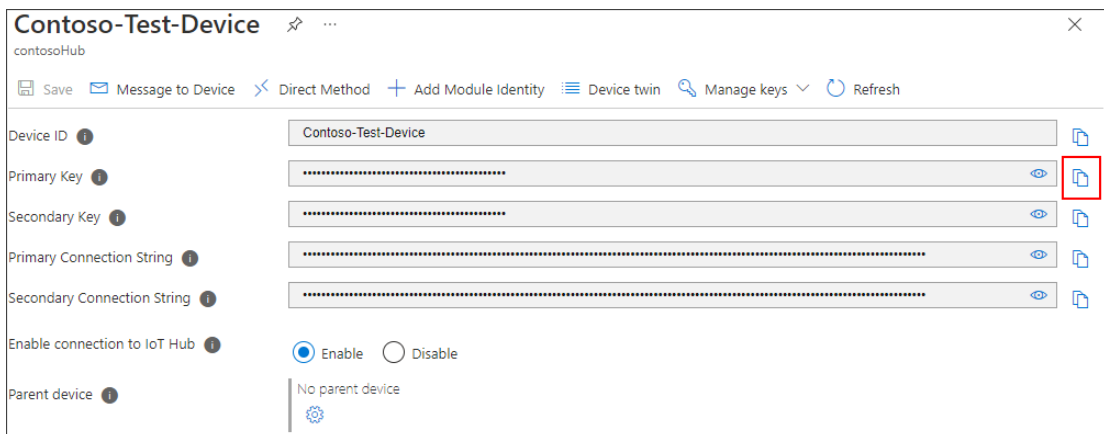 Contoso-Test-Device
contosoHub
Save Message to Device Direct Method Add Module Identity Device twin Manage keys Refresh
Device ID Contoso-Test-Device
Primary Key ••••••••••••••••••••••••••••••••••••••••••••
Secondary Key ••••••••••••••••••••••••••••••••••••••••••••
Primary Connection String
Secondary Connection String
Enable connection to IoT Hub Enable Disable
Parent device No parent device